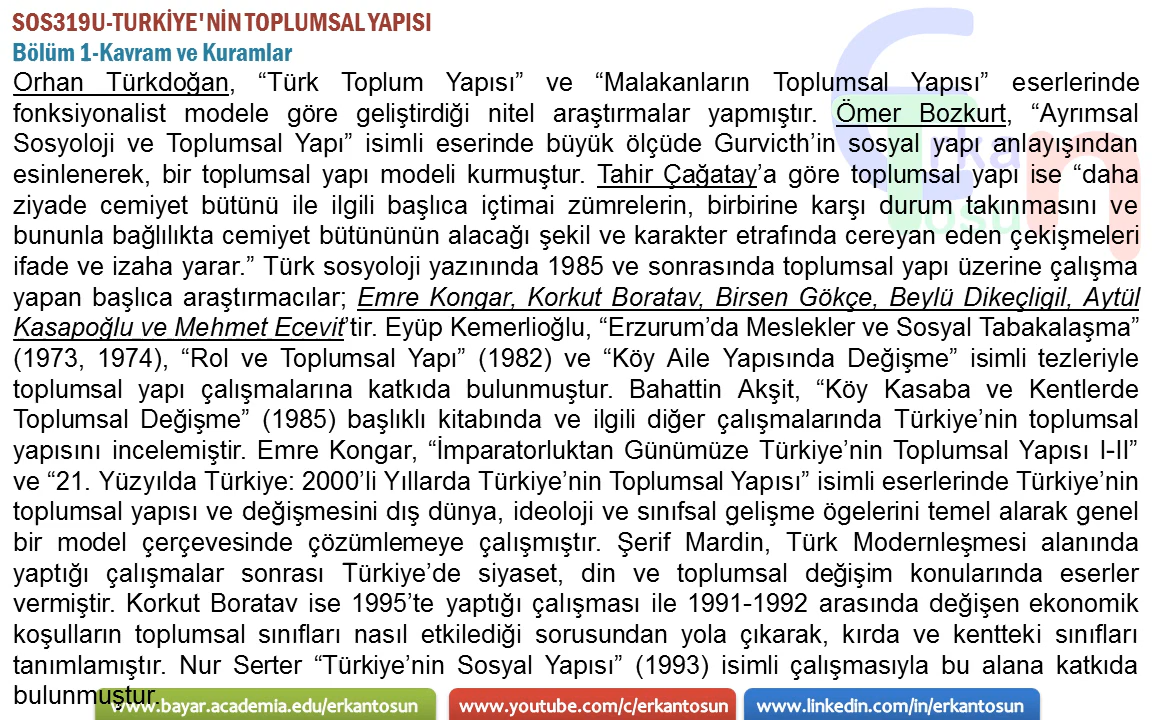 SOS319U-TURKİYE'NİN TOPLUMSAL YAPISI
Bölüm 1-Kavram ve Kuramlar
Orhan Türkdoğan, “Türk Toplum Yapısı” ve “Malakanların Toplumsal Yapısı” eserlerinde
fonksiyonalist modele göre geliştirdiği nitel araştırmalar yapmıştır. Ömer Bozkurt, “Ayrımsal
Sosyoloji ve Toplumsal Yapı” isimli eserinde büyük ölçüde Gurvicth’in sosyal yapı anlayışından
esinlenerek, bir toplumsal yapı modeli kurmuştur. Tahir Çağatay’a göre toplumsal yapı ise “daha
ziyade cemiyet bütünü ile ilgili başlıca içtimai zümrelerin, birbirine karşı durum takınmasını ve
bununla bağlılıkta cemiyet bütününün alacağı şekil ve karakter etrafında cereyan eden çekişmeleri
ifade ve izaha yarar.” Türk sosyoloji yazınında 1985 ve sonrasında toplumsal yapı üzerine çalışma
yapan başlıca araştırmacılar; Emre Kongar, Korkut Boratav, Birsen Gökçe, Beylü Dikeçligil, Aytül
Kasapoğlu ve Mehmet Ecevit’tir. Eyüp Kemerlioğlu, “Erzurum’da Meslekler ve Sosyal Tabakalaşma”
(1973, 1974), “Rol ve Toplumsal Yapı” (1982) ve “Köy Aile Yapısında Değişme” isimli tezleriyle
toplumsal yapı çalışmalarına katkıda bulunmuştur. Bahattin Akşit, “Köy Kasaba ve Kentlerde
Toplumsal Değişme” (1985) başlıklı kitabında ve ilgili diğer çalışmalarında Türkiye’nin toplumsal
yapısını incelemiştir. Emre Kongar, “İmparatorluktan Günümüze Türkiye’nin Toplumsal Yapısı I-II”
ve “21. Yüzyılda Türkiye: 2000’li Yıllarda Türkiye’nin Toplumsal Yapısı” isimli eserlerinde Türkiye’nin
toplumsal yapısı ve değişmesini dış dünya, ideoloji ve sınıfsal gelişme ögelerini temel alarak genel
bir model çerçevesinde çözümlemeye çalışmıştır. Şerif Mardin, Türk Modernleşmesi alanında
yaptığı çalışmalar sonrası Türkiye’de siyaset, din ve toplumsal değişim konularında eserler
vermiştir. Korkut Boratav ise 1995’te yaptığı çalışması ile 1991-1992 arasında değişen ekonomik
koşulların toplumsal sınıfları nasıl etkilediği sorusundan yola çıkarak, kırda ve kentteki sınıfları
tanımlamıştır. Nur Serter “Türkiye’nin Sosyal Yapısı” (1993) isimli çalışmasıyla bu alana katkıda
bulunmuştur.
www.bayar.academia.edu/erkantosun www.youtube.com/c/erkantosun www.linkedin.com/in/erkantosun